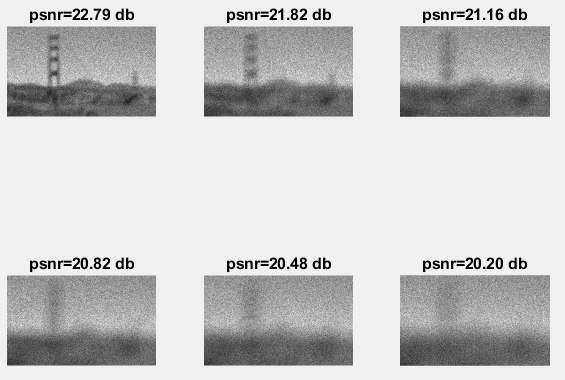 psnr=22.79 db
psnr=21.82 db
psnr=21.16 db
psnr=20.82 db
psnr=20.48 db
psnr=20.20 db